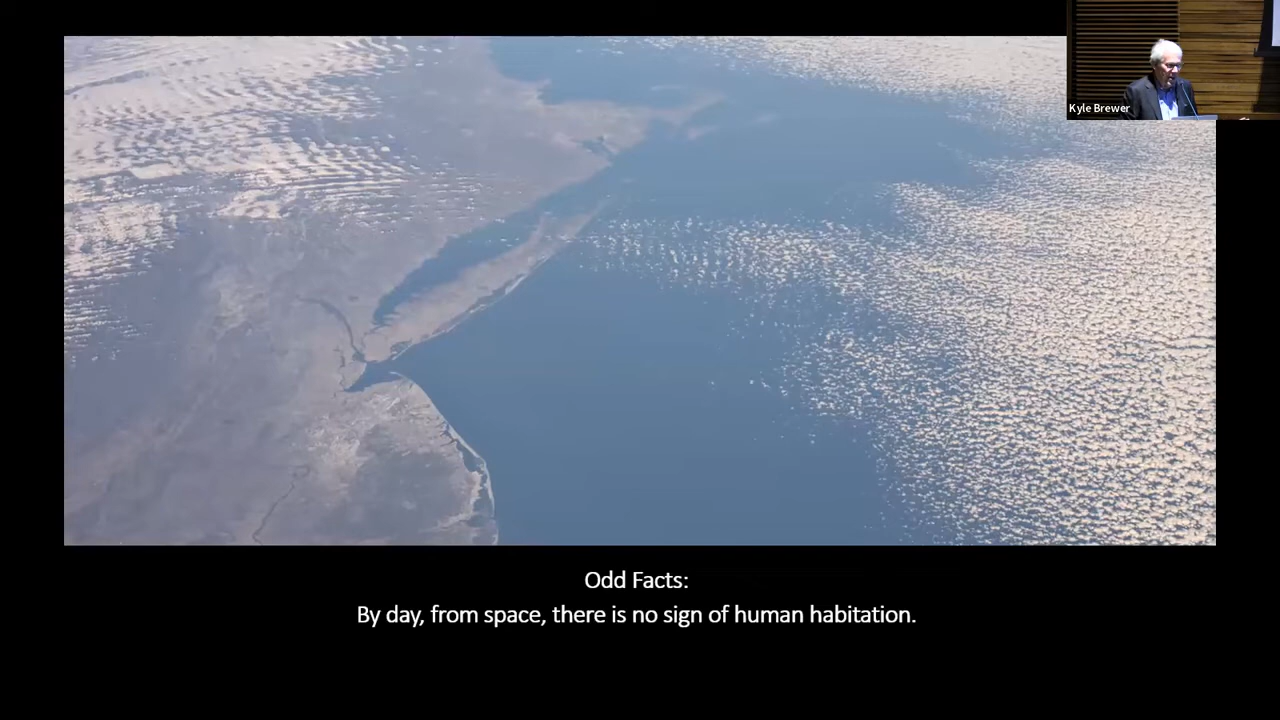 Kyle Brewer
Odd Facts:
By day, from space, there is no sign of human habitation.